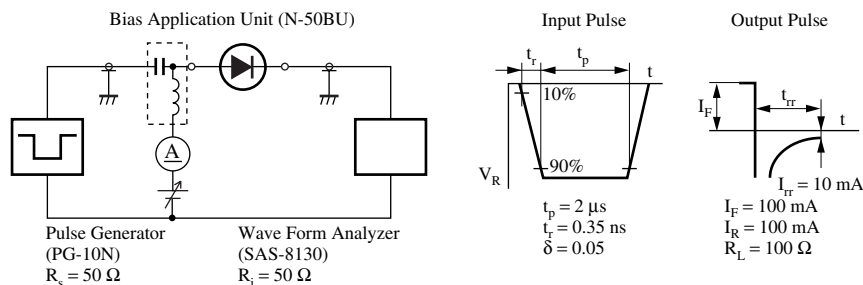 Bias Application Unit (N-50BU)
A
Pulse Generator
(PG-10N)
R_s = 50 Ω
Wave Form Analyzer
(SAS-8130)
R_i = 50 Ω
Input Pulse
t_r
t_p
t
10%
90%
V_R
t_p = 2 μs
t_r = 0.35 ns
δ = 0.05
Output Pulse
I_F
t_rr
t
I_rr = 10 mA
I_F = 100 mA
I_R = 100 mA
R_L = 100 Ω